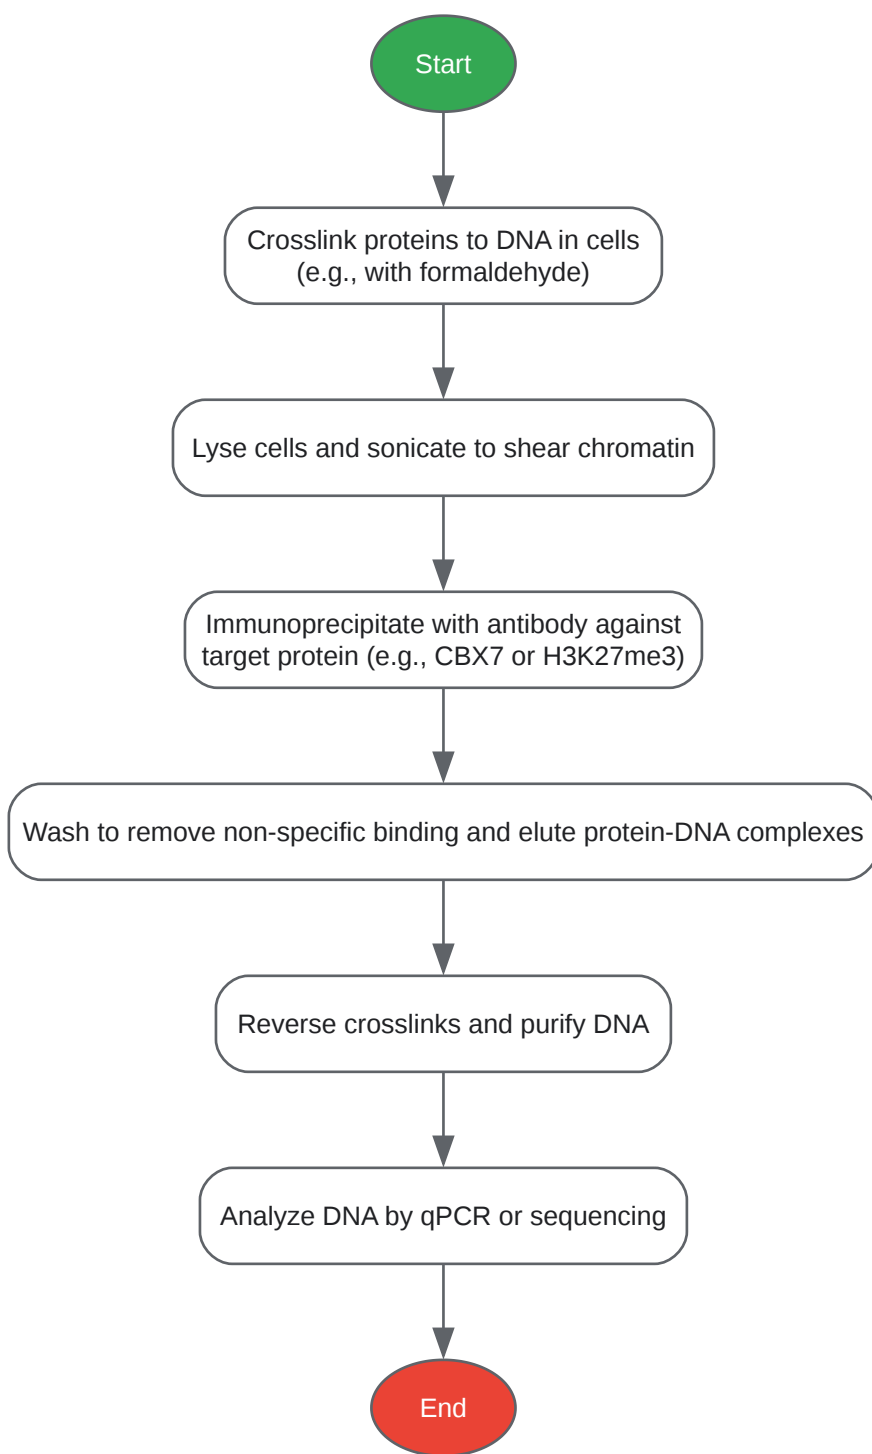 Start
Crosslink proteins to DNA in cells
(e.g., with formaldehyde)
Lyse cells and sonicate to shear chromatin
Immunoprecipitate with antibody against
target protein (e.g., CBX7 or H3K27me3)
Wash to remove non-specific binding and elute protein-DNA complexes
Reverse crosslinks and purify DNA
Analyze DNA by qPCR or sequencing
End